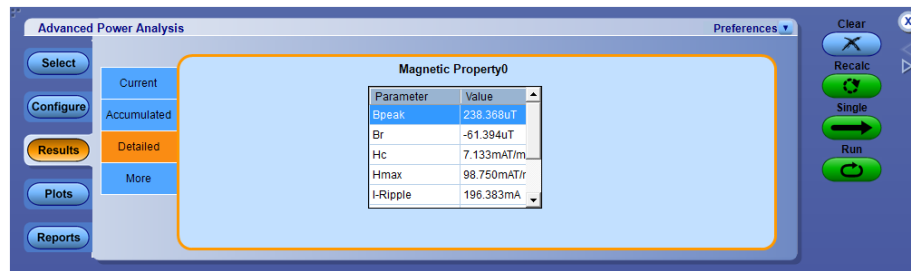 Advanced Power Analysis
Preferences
Clear
X
Select
Configure
Results
Plots
Reports
Current
Accumulated
Detailed
More
Magnetic Property0
Parameter Value
Bpeak 238.368uT
Br -61.394uT
Hc 7.133mAT/m
Hmax 98.750mAT/r
I-Ripple 196.383mA
Recalc
Single
Run